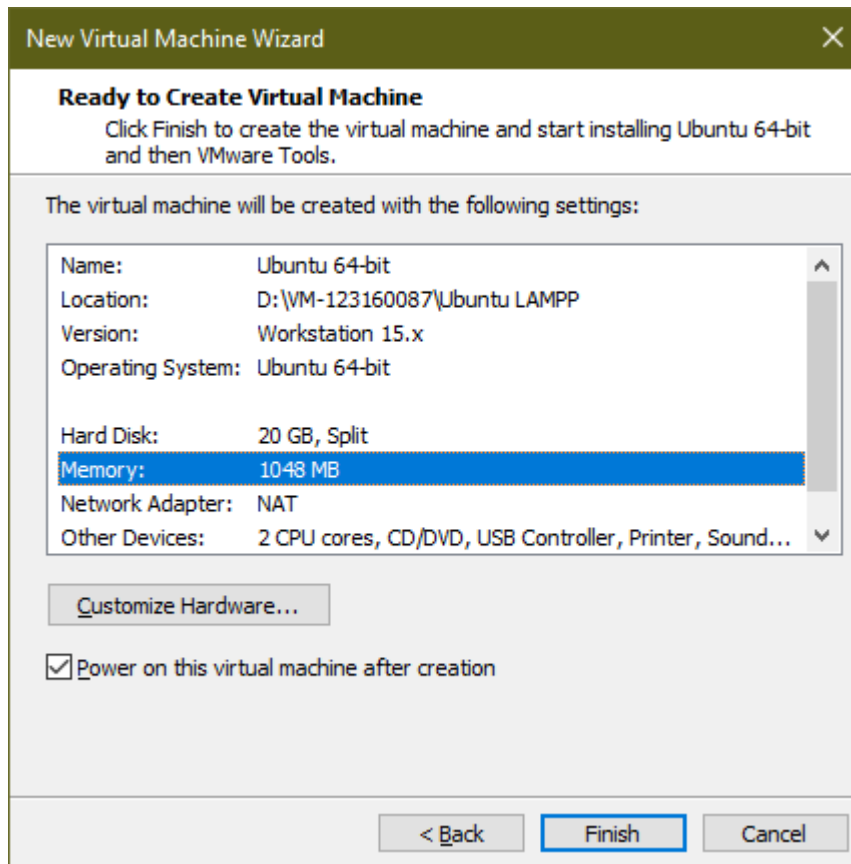 New Virtual Machine Wizard
Ready to Create Virtual Machine
Click Finish to create the virtual machine and start installing Ubuntu 64-bit
and then VMware Tools.
The virtual machine will be created with the following settings:
Name: Ubuntu 64-bit
Location: D:\VM-123160087\Ubuntu LAMPP
Version: Workstation 15.x
Operating System: Ubuntu 64-bit
Hard Disk: 20 GB, Split
Memory: 1048 MB
Network Adapter: NAT
Other Devices: 2 CPU cores, CD/DVD, USB Controller, Printer, Sound...
Customize Hardware...
Power on this virtual machine after creation
< Back Finish Cancel